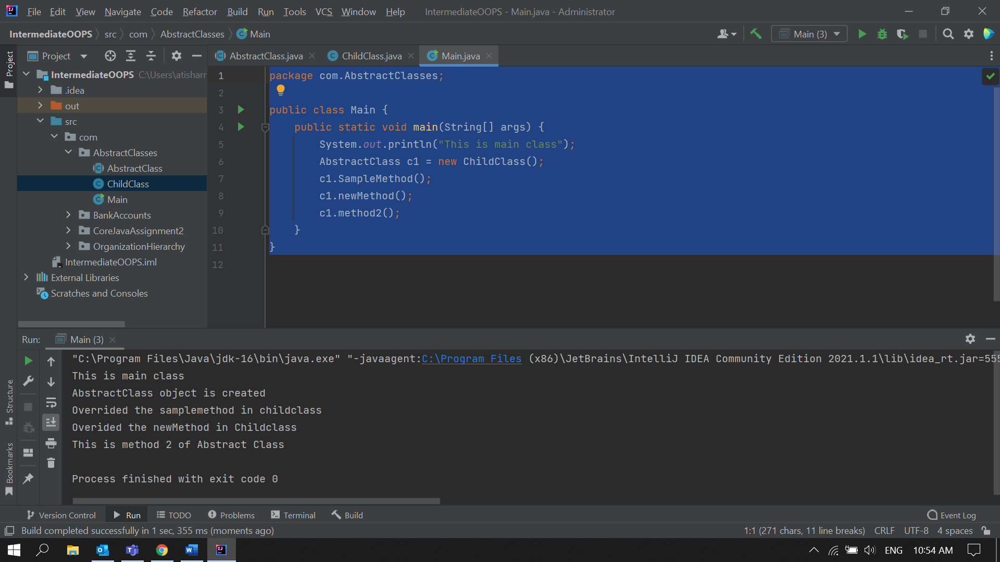 File Edit View Navigate Code Refactor Build Run Tools VCS Window Help IntermediateOOPS - Main.java - Administrator
IntermediateOOPS src com AbstractClasses Main Main (3)
Project AbstractClass.java ChildClass.java Main.java
Project
IntermediateOOPS C:\Users\atishar
.idea
out
src
com
AbstractClasses
AbstractClass
ChildClass
Main
BankAccounts
CoreJavaAssignment2
OrganizationHierarchy
IntermediateOOPS.iml
External Libraries
Scratches and Consoles
1 package com.AbstractClasses;
2
3 public class Main {
4 public static void main(String[] args) {
5 System.out.println("This is main class");
6 AbstractClass c1 = new ChildClass();
7 c1.SampleMethod();
8 c1.newMethod();
9 c1.method2();
10 }
11 }
12
Run: Main (3)
"C:\Program Files\Java\jdk-16\bin\java.exe" "-javaagent:C:\Program Files (x86)\JetBrains\IntelliJ IDEA Community Edition 2021.1.1\lib\idea_rt.jar=555
This is main class
AbstractClass object is created
Overrided the samplemethod in childclass
Overided the newMethod in Childclass
This is method 2 of Abstract Class
Process finished with exit code 0
Structure
Bookmarks
Version Control Run TODO Problems Terminal Build Event Log
Build completed successfully in 1 sec, 355 ms (moments ago) 1:1 (271 chars, 11 line breaks) CRLF UTF-8 4 spaces
ENG 10:54 AM